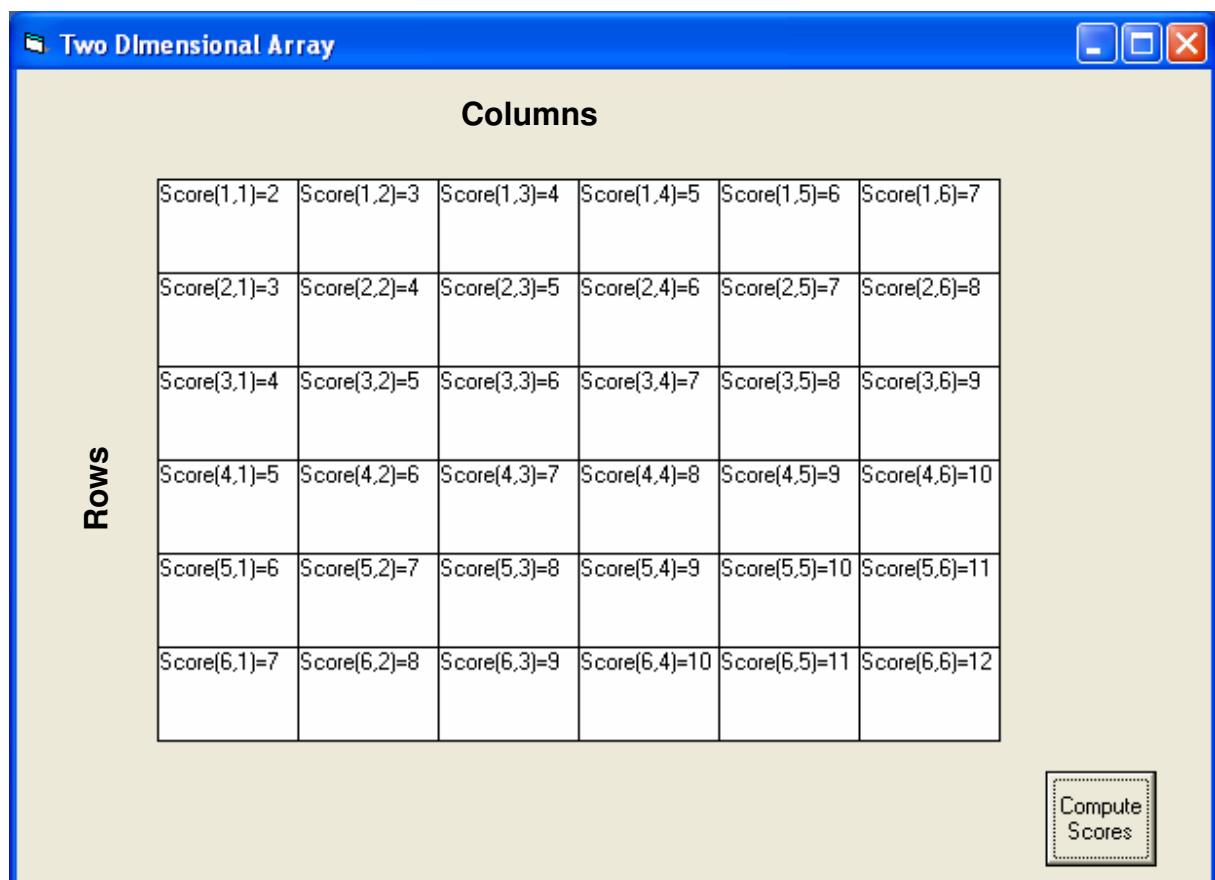 Two DImensional Array
Columns
Score(1,1)=2 Score(1,2)=3 Score(1,3)=4 Score(1,4)=5 Score(1,5)=6 Score(1,6)=7
Score(2,1)=3 Score(2,2)=4 Score(2,3)=5 Score(2,4)=6 Score(2,5)=7 Score(2,6)=8
Score(3,1)=4 Score(3,2)=5 Score(3,3)=6 Score(3,4)=7 Score(3,5)=8 Score(3,6)=9
Rows
Score(4,1)=5 Score(4,2)=6 Score(4,3)=7 Score(4,4)=8 Score(4,5)=9 Score(4,6)=10
Score(5,1)=6 Score(5,2)=7 Score(5,3)=8 Score(5,4)=9 Score(5,5)=10 Score(5,6)=11
Score(6,1)=7 Score(6,2)=8 Score(6,3)=9 Score(6,4)=10 Score(6,5)=11 Score(6,6)=12
Compute
Scores